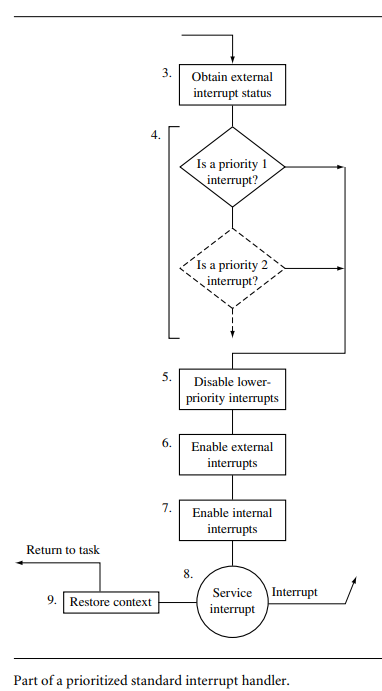 3.
Obtain external
interrupt status
4.
Is a priority 1
interrupt?
Is a priority 2
interrupt?
5.
Disable lower-
priority interrupts
6.
Enable external
interrupts
7.
Enable internal
interrupts
Return to task
8.
Service
interrupt
Interrupt
9.
Restore context
Part of a prioritized standard interrupt handler.